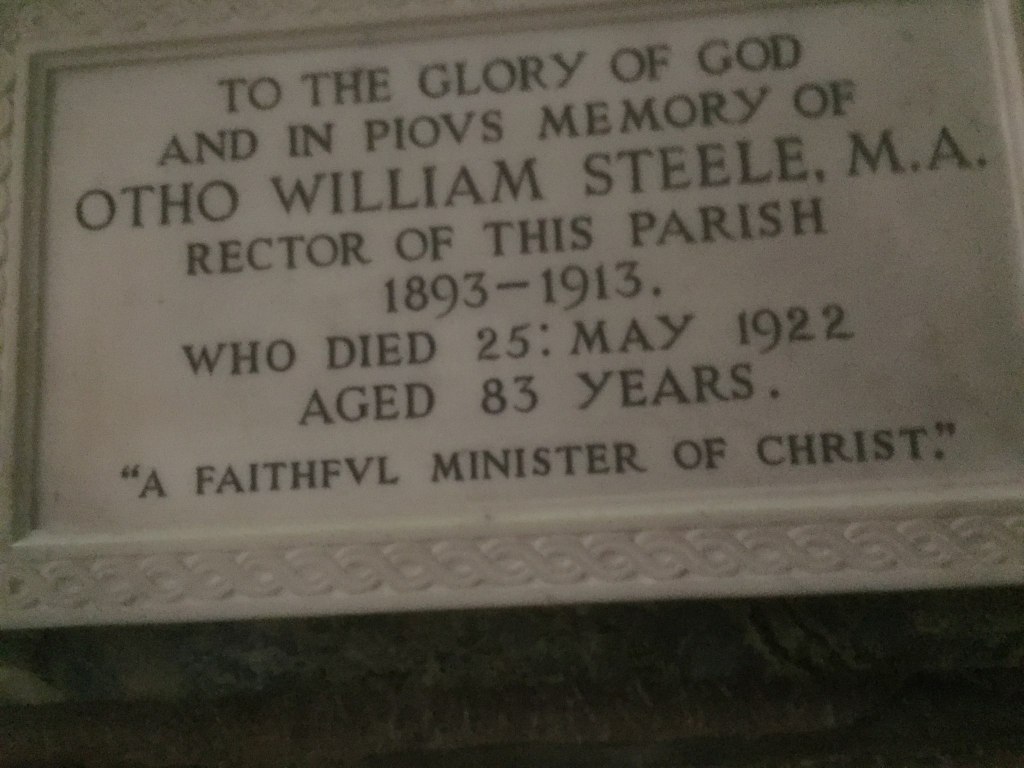 TO THE GLORY OF GOD
AND IN PIOVS MEMORY OF
OTHO WILLIAM STEELE, M.A.
RECTOR OF THIS PARISH
1893-1913.
WHO DIED 25: MAY 1922
AGED 83 YEARS.
"A FAITHFVL MINISTER OF CHRIST."